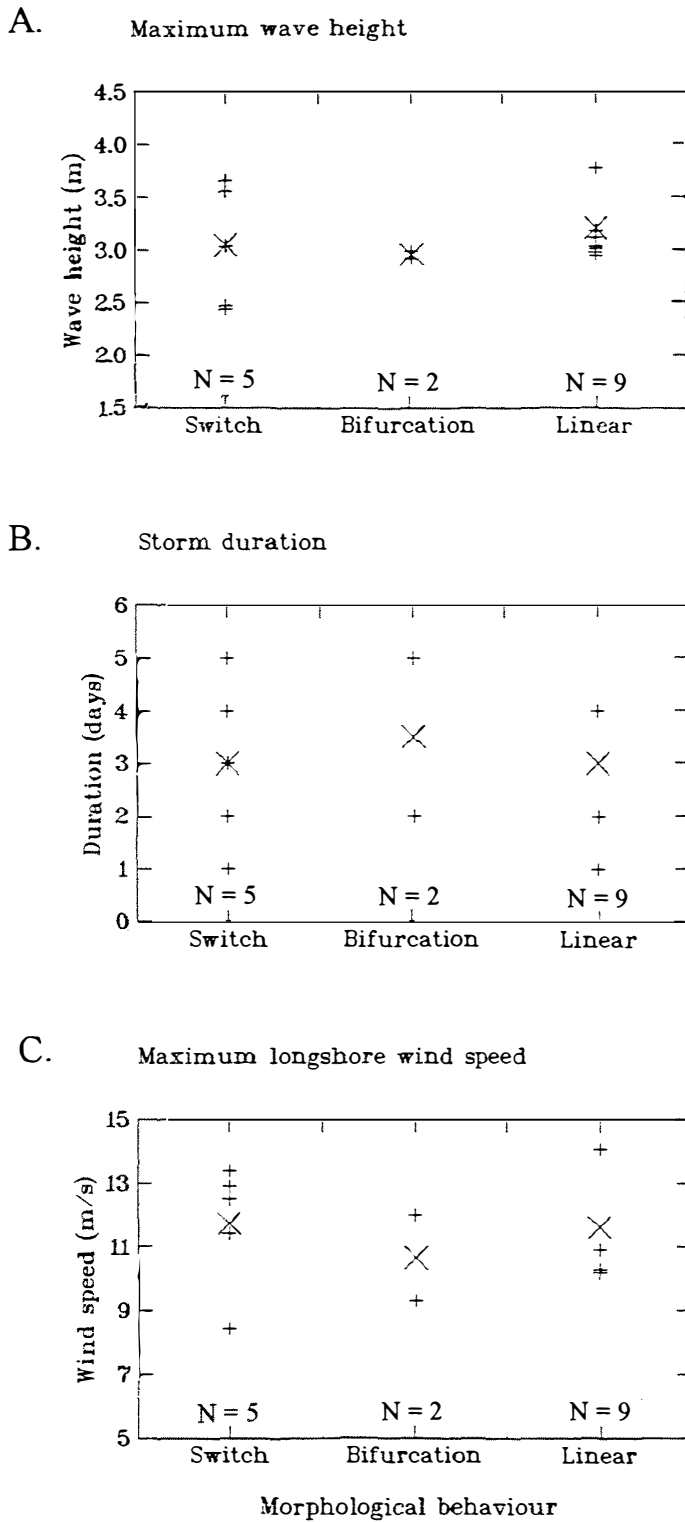 A. Maximum wave height
4.5
4.0
3.5
3.0
2.5
2.0
1.5
Wave height (m)
N = 5 N = 2 N = 9
Switch Bifurcation Linear
B. Storm duration
6
5
4
3
2
1
0
Duration (days)
N = 5 N = 2 N = 9
Switch Bifurcation Linear
C. Maximum longshore wind speed
15
13
11
9
7
5
Wind speed (m/s)
N = 5 N = 2 N = 9
Switch Bifurcation Linear
Morphological behaviour